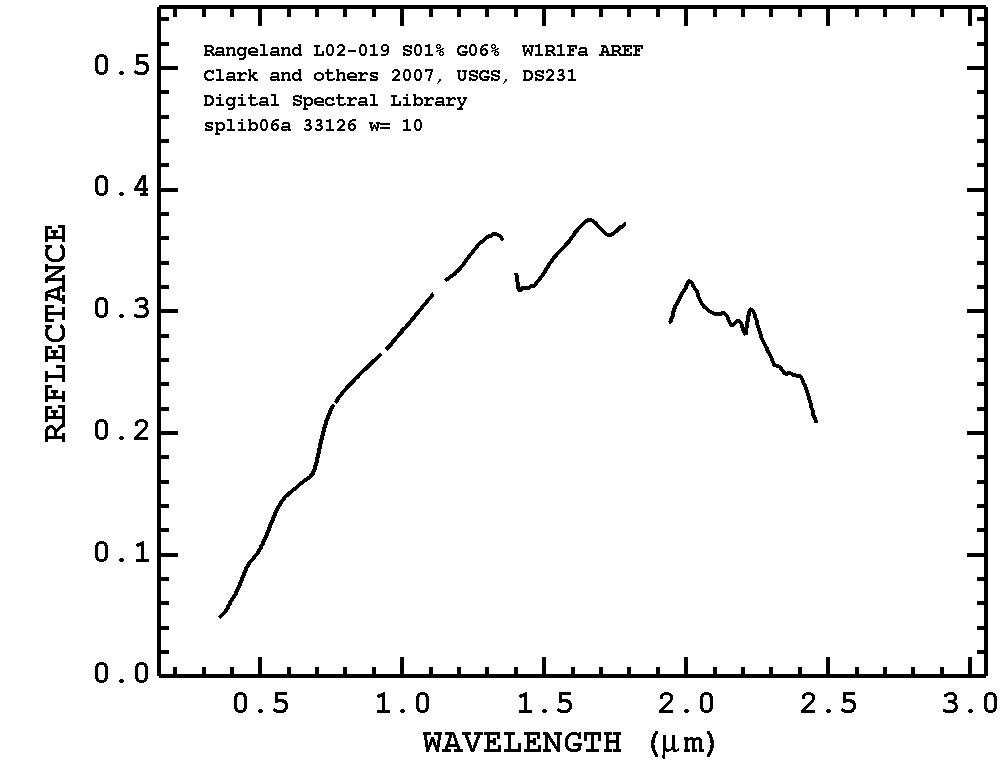 Rangeland L02-019 S01% G06%  W1R1Fa AREF
Clark and others 2007, USGS, DS231
Digital Spectral Library
splib06a 33126 w= 10
0.5
0.4
0.3
0.2
0.1
0.0
REFLECTANCE
0.5 1.0 1.5 2.0 2.5 3.0
WAVELENGTH (μm)